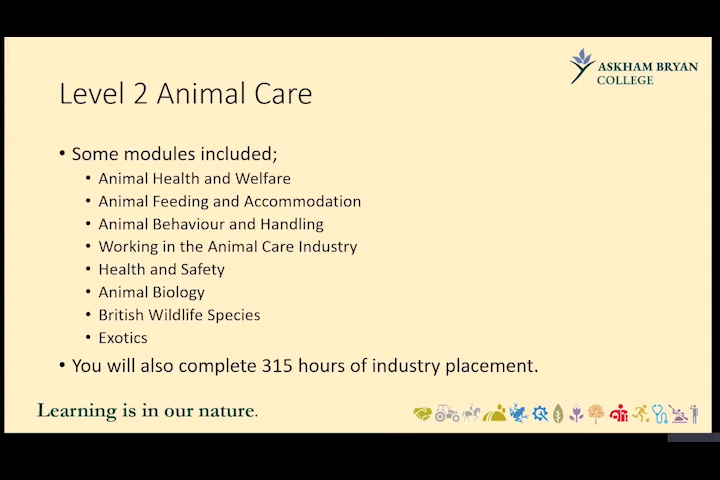 ASKHAM BRYAN
COLLEGE
Level 2 Animal Care
• Some modules included;
• Animal Health and Welfare
• Animal Feeding and Accommodation
• Animal Behaviour and Handling
• Working in the Animal Care Industry
• Health and Safety
• Animal Biology
• British Wildlife Species
• Exotics
• You will also complete 315 hours of industry placement.
Learning is in our nature.